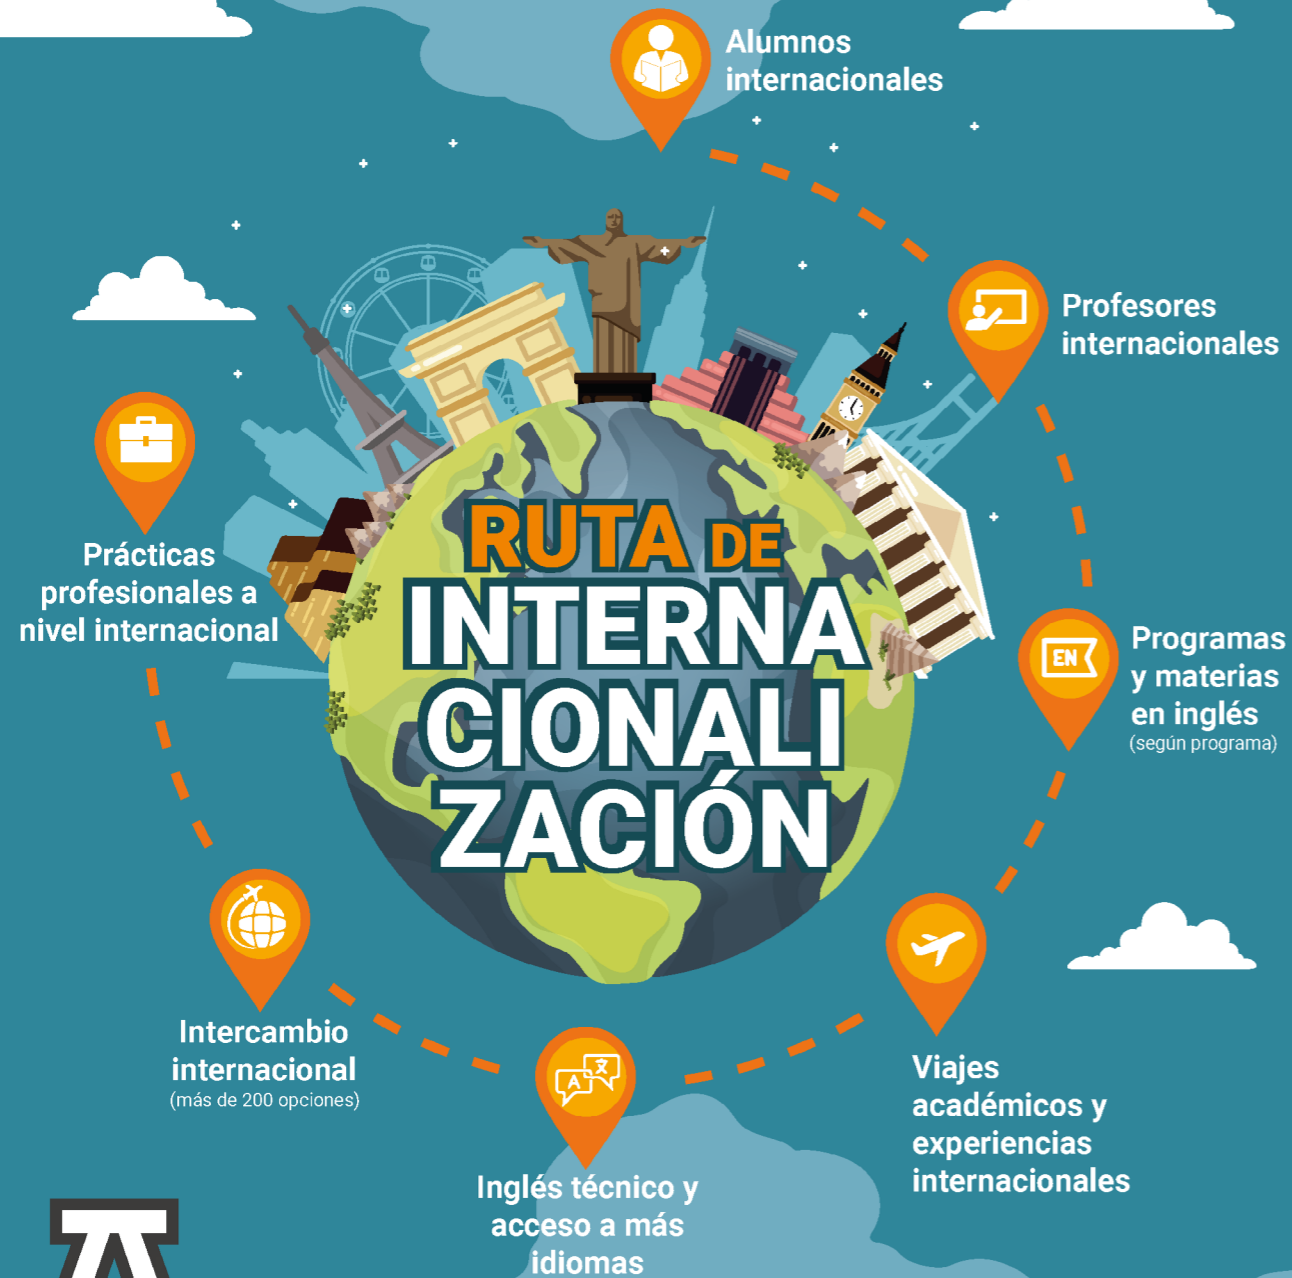 Alumnos
internacionales
Profesores
internacionales
Programas
y materias
en inglés
(según programa)
Viajes
académicos y
experiencias
internacionales
Inglés técnico y
acceso a más
idiomas
Intercambio
internacional
(más de 200 opciones)
Prácticas
profesionales a
nivel internacional
RUTA DE
INTERNA
CIONALI
ZACIÓN
EN
A 文